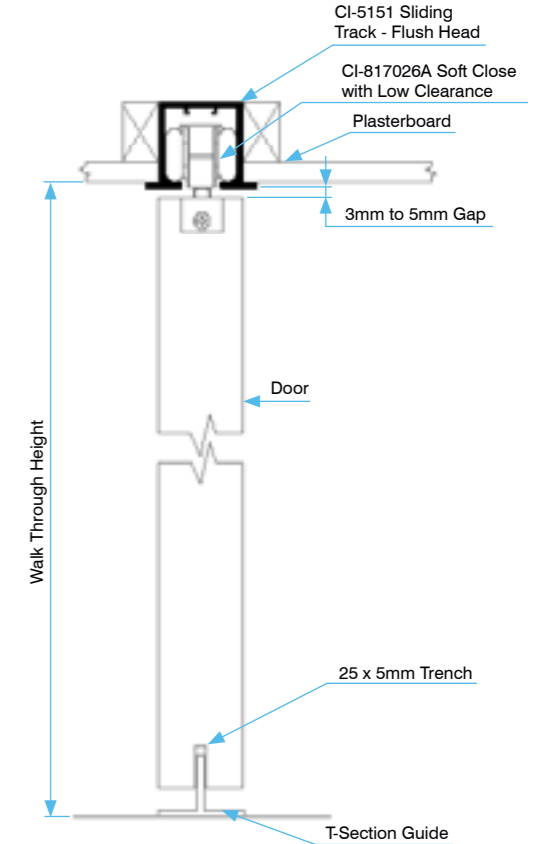 CI-5151 Sliding
Track - Flush Head
CI-817026A Soft Close
with Low Clearance
Plasterboard
3mm to 5mm Gap
Door
Walk Through Height
25 x 5mm Trench
T-Section Guide